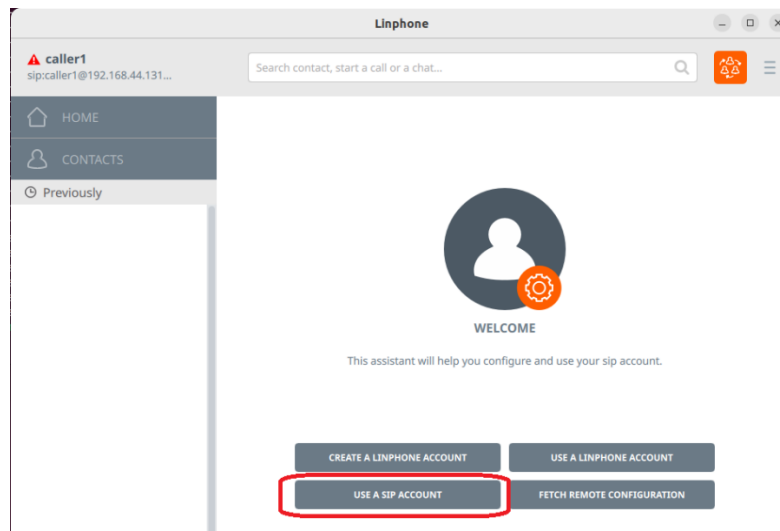 Linphone
caller1
sip:caller1@192.168.44.131...
Search contact, start a call or a chat...
HOME
CONTACTS
Previously
WELCOME
This assistant will help you configure and use your sip account.
CREATE A LINPHONE ACCOUNT
USE A LINPHONE ACCOUNT
USE A SIP ACCOUNT
FETCH REMOTE CONFIGURATION